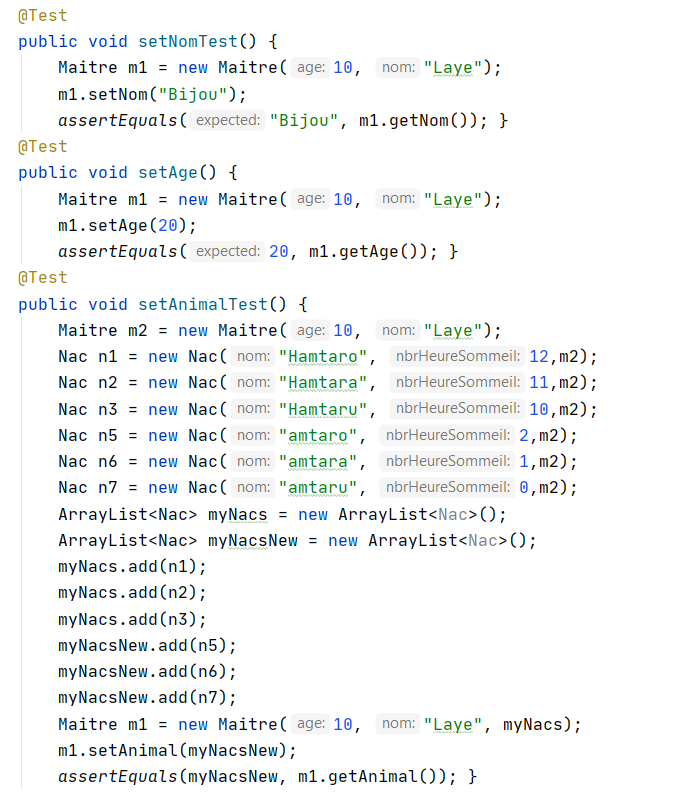 @Test
public void setNomTest() {
Maitre m1 = new Maitre( age: 10, nom: "Laye");
m1.setNom("Bijou");
assertEquals( expected: "Bijou", m1.getNom()); }
@Test
public void setAge() {
Maitre m1 = new Maitre( age: 10, nom: "Laye");
m1.setAge(20);
assertEquals( expected: 20, m1.getAge()); }
@Test
public void setAnimalTest() {
Maitre m2 = new Maitre( age: 10, nom: "Laye");
Nac n1 = new Nac( nom: "Hamtaro", nbrHeureSommeil: 12,m2);
Nac n2 = new Nac( nom: "Hamtara", nbrHeureSommeil: 11,m2);
Nac n3 = new Nac( nom: "Hamtaru", nbrHeureSommeil: 10,m2);
Nac n5 = new Nac( nom: "amtaro", nbrHeureSommeil: 2,m2);
Nac n6 = new Nac( nom: "amtara", nbrHeureSommeil: 1,m2);
Nac n7 = new Nac( nom: "amtaru", nbrHeureSommeil: 0,m2);
ArrayList<Nac> myNacs = new ArrayList<Nac>();
ArrayList<Nac> myNacsNew = new ArrayList<Nac>();
myNacs.add(n1);
myNacs.add(n2);
myNacs.add(n3);
myNacsNew.add(n5);
myNacsNew.add(n6);
myNacsNew.add(n7);
Maitre m1 = new Maitre( age: 10, nom: "Laye", myNacs);
m1.setAnimal(myNacsNew);
assertEquals(myNacsNew, m1.getAnimal()); }